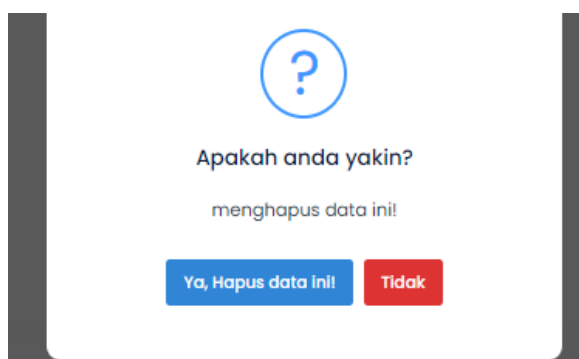 ?
Apakah anda yakin?
menghapus data ini!
Ya, Hapus data ini!
Tidak